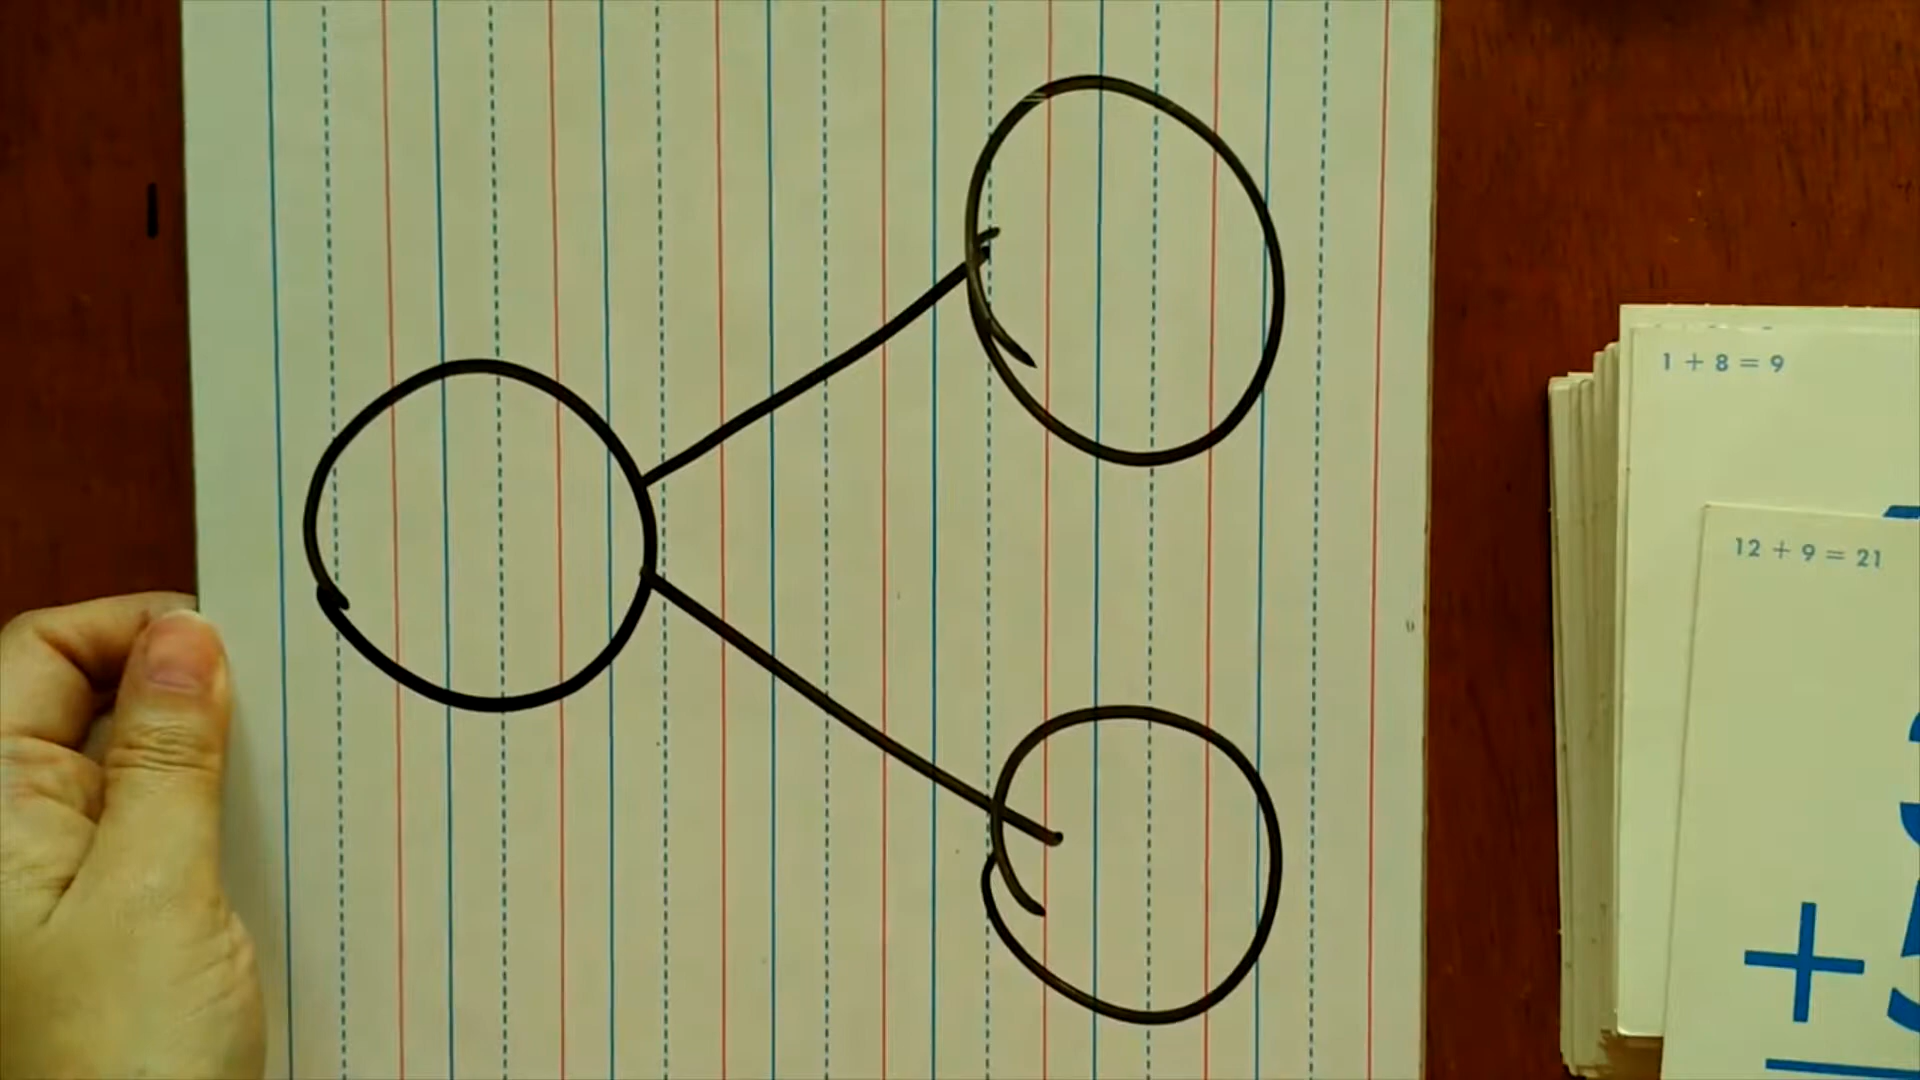 1 + 8 = 9
12 + 9 = 21
+